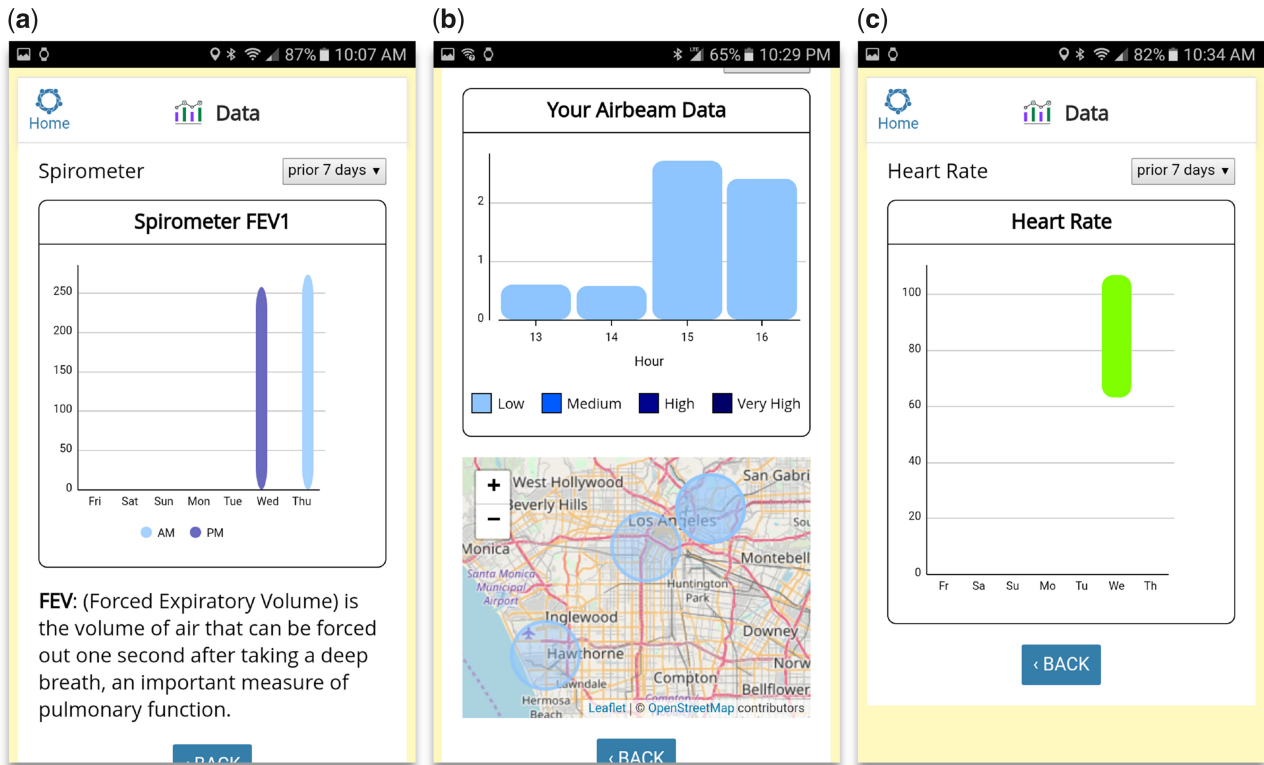 (a)
87% 10:07 AM
Home
Data
Spirometer
prior 7 days ▼
Spirometer FEV1
250
200
150
100
50
0
Fri Sat Sun Mon Tue Wed Thu
AM PM
FEV: (Forced Expiratory Volume) is
the volume of air that can be forced
out one second after taking a deep
breath, an important measure of
pulmonary function.
‹ BACK
(b)
LTE 65% 10:29 PM
Your Airbeam Data
2
1
0
13 14 15 16
Hour
Low Medium High Very High
+
−
West Hollywood
San Gabri
Beverly Hills
Los Angeles
Sou
Monica
Montebell
Santa Monica
Municipal
Airport
Huntington
Park
Inglewood
Downey
Hawthorne
Norw
Lawndale
Compton
Bellflower
Compton
Hermosa
Beach
Leaflet | © OpenStreetMap contributors
‹ BACK
(c)
82% 10:34 AM
Home
Data
Heart Rate
prior 7 days ▼
Heart Rate
100
80
60
40
20
0
Fr Sa Su Mo Tu We Th
‹ BACK